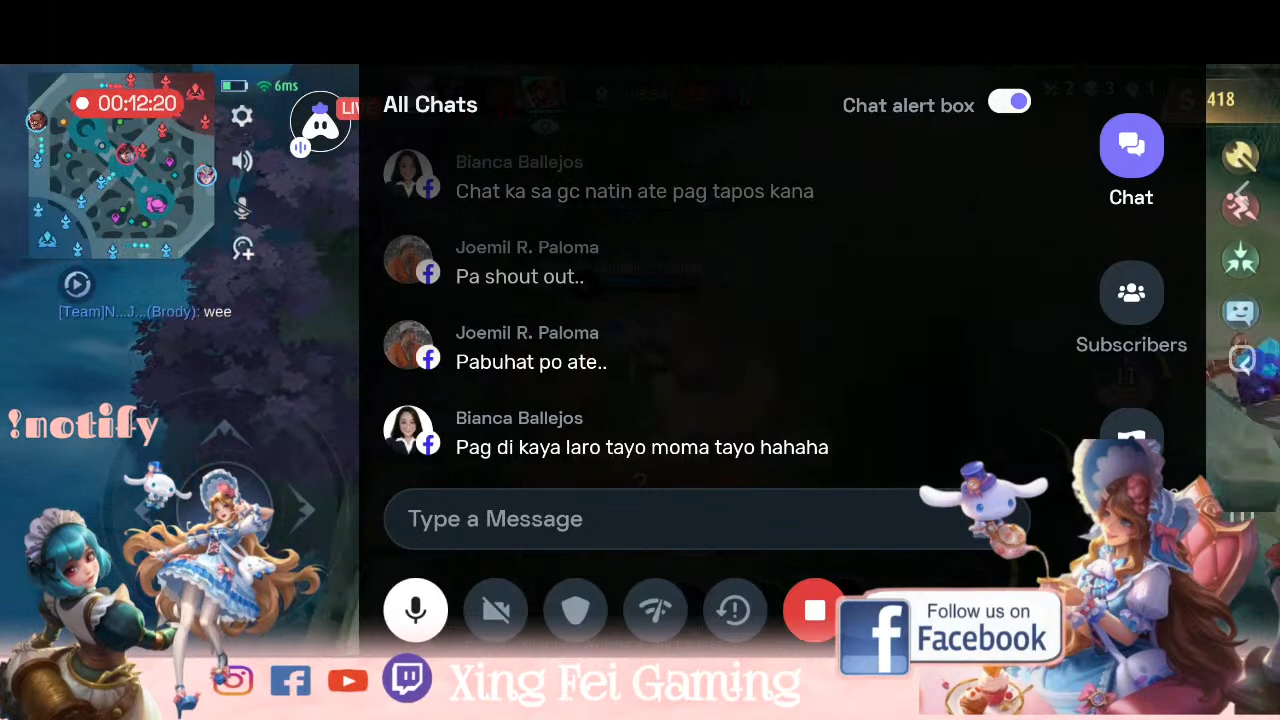 00:12:20
6ms
LIV
All Chats
Chat alert box
418
Bianca Ballejos
Chat ka sa gc natin ate pag tapos kana
Chat
Joemil R. Paloma
Pa shout out..
[Team]N...J...(Brody): wee
Joemil R. Paloma
Pabuhat po ate..
Subscribers
!notify
Bianca Ballejos
Pag di kaya laro tayo moma tayo hahaha
Type a Message
Follow us on
Facebook
Xing Fei Gaming